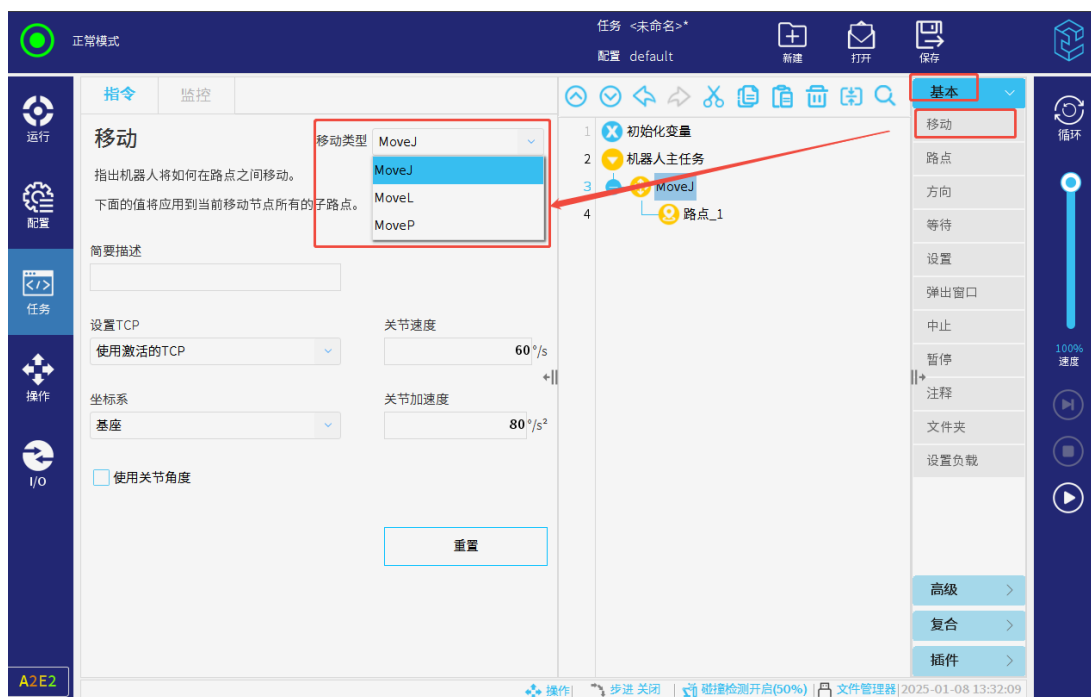 正常模式
任务 <未命名>*
配置 default
新建
打开
保存
运行
配置
任务
操作
I/O
A2E2
指令
监控
移动
移动类型 MoveJ
MoveJ
MoveL
MoveP
指出机器人将如何在路点之间移动。
下面的值将应用到当前移动节点所有的子路点。
简要描述
设置TCP
使用激活的TCP
关节速度
60 °/s
坐标系
基座
关节加速度
80 °/s²
使用关节角度
重置
1 初始化变量
2 机器人主任务
3 MoveJ
4 路点_1
基本
移动
路点
方向
等待
设置
弹出窗口
中止
暂停
注释
文件夹
设置负载
高级
复合
插件
循环
100%
速度
操作 步进 关闭 碰撞检测开启(50%) 文件管理器 2025-01-08 13:32:09